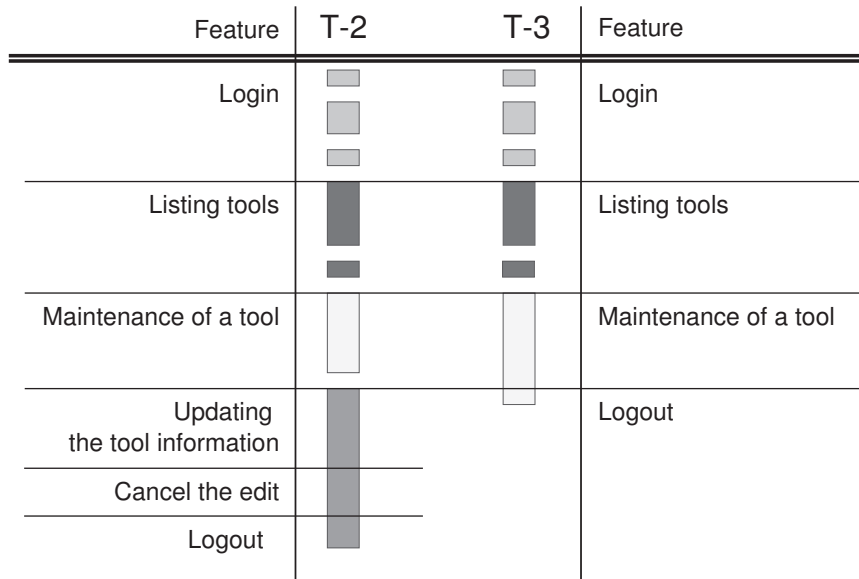 Feature T-2 T-3 Feature
Login Login
Listing tools Listing tools
Maintenance of a tool Maintenance of a tool
Updating Logout
the tool information
Cancel the edit
Logout